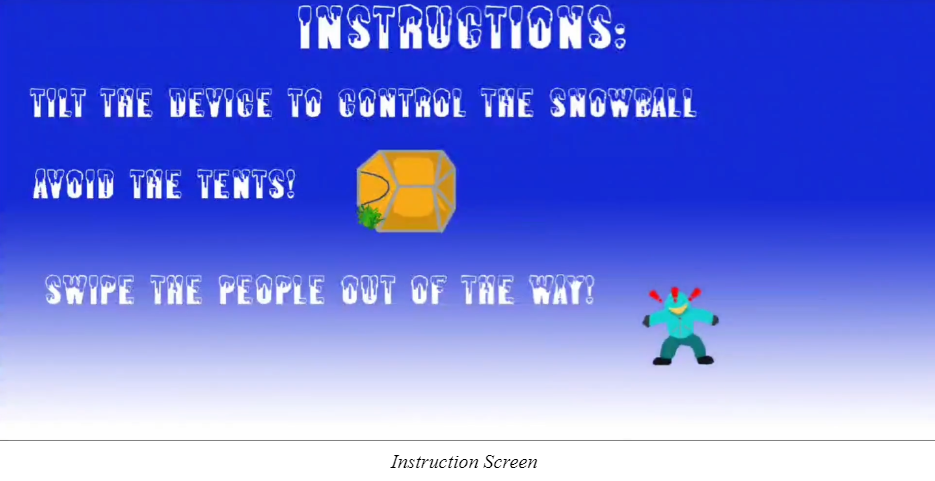 INSTRUCTIONS:
TILT THE DEVICE TO CONTROL THE SNOWBALL
AVOID THE TENTS!
SWIPE THE PEOPLE OUT OF THE WAY!
Instruction Screen